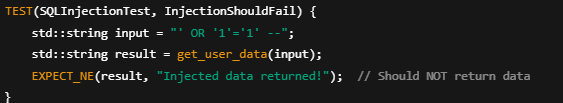 TEST(SQLInjectionTest, InjectionShouldFail) {
    std::string input = "' OR '1'='1' --";
    std::string result = get_user_data(input);
    EXPECT_NE(result, "Injected data returned!");  // Should NOT return data
}